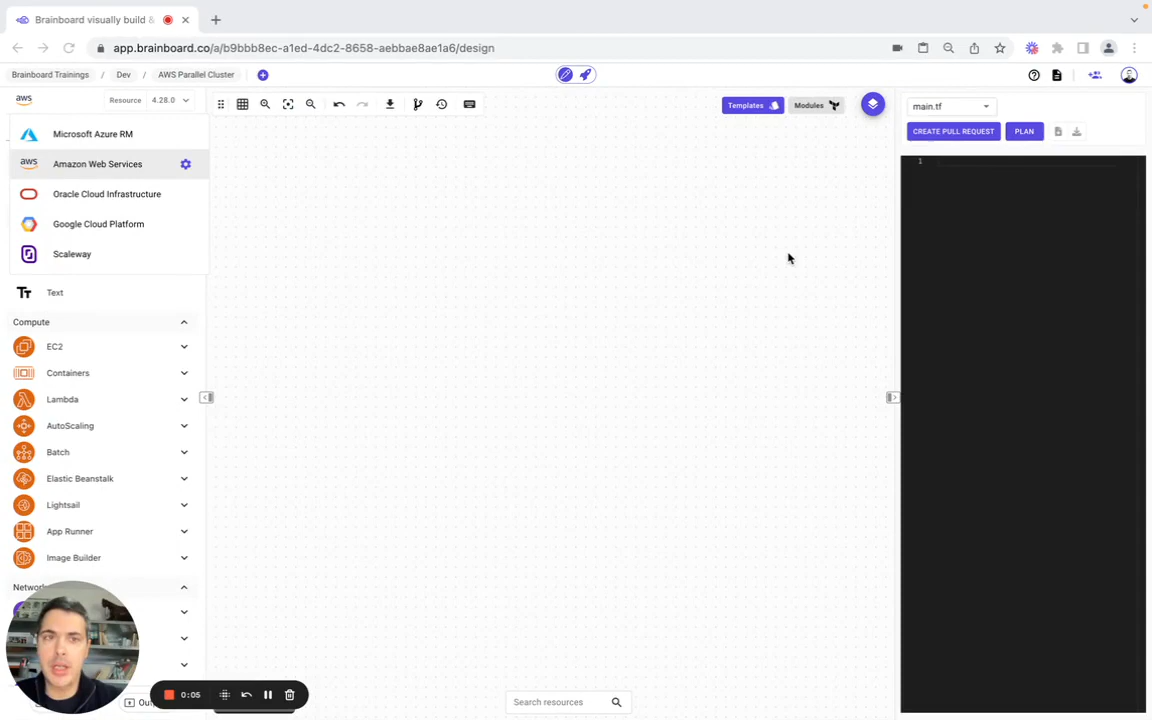 Brainboard visually build &
app.brainboard.co/a/b9bbb8ec-a1ed-4dc2-8658-aebbae8ae1a6/design
Brainboard Trainings / Dev / AWS Parallel Cluster
aws Resource 4.28.0
Templates Modules
main.tf
CREATE PULL REQUEST PLAN
1
Microsoft Azure RM
aws Amazon Web Services
Oracle Cloud Infrastructure
Google Cloud Platform
Scaleway
TT Text
Compute
EC2
Containers
Lambda
AutoScaling
Batch
Elastic Beanstalk
Lightsail
App Runner
Image Builder
0:05
Search resources